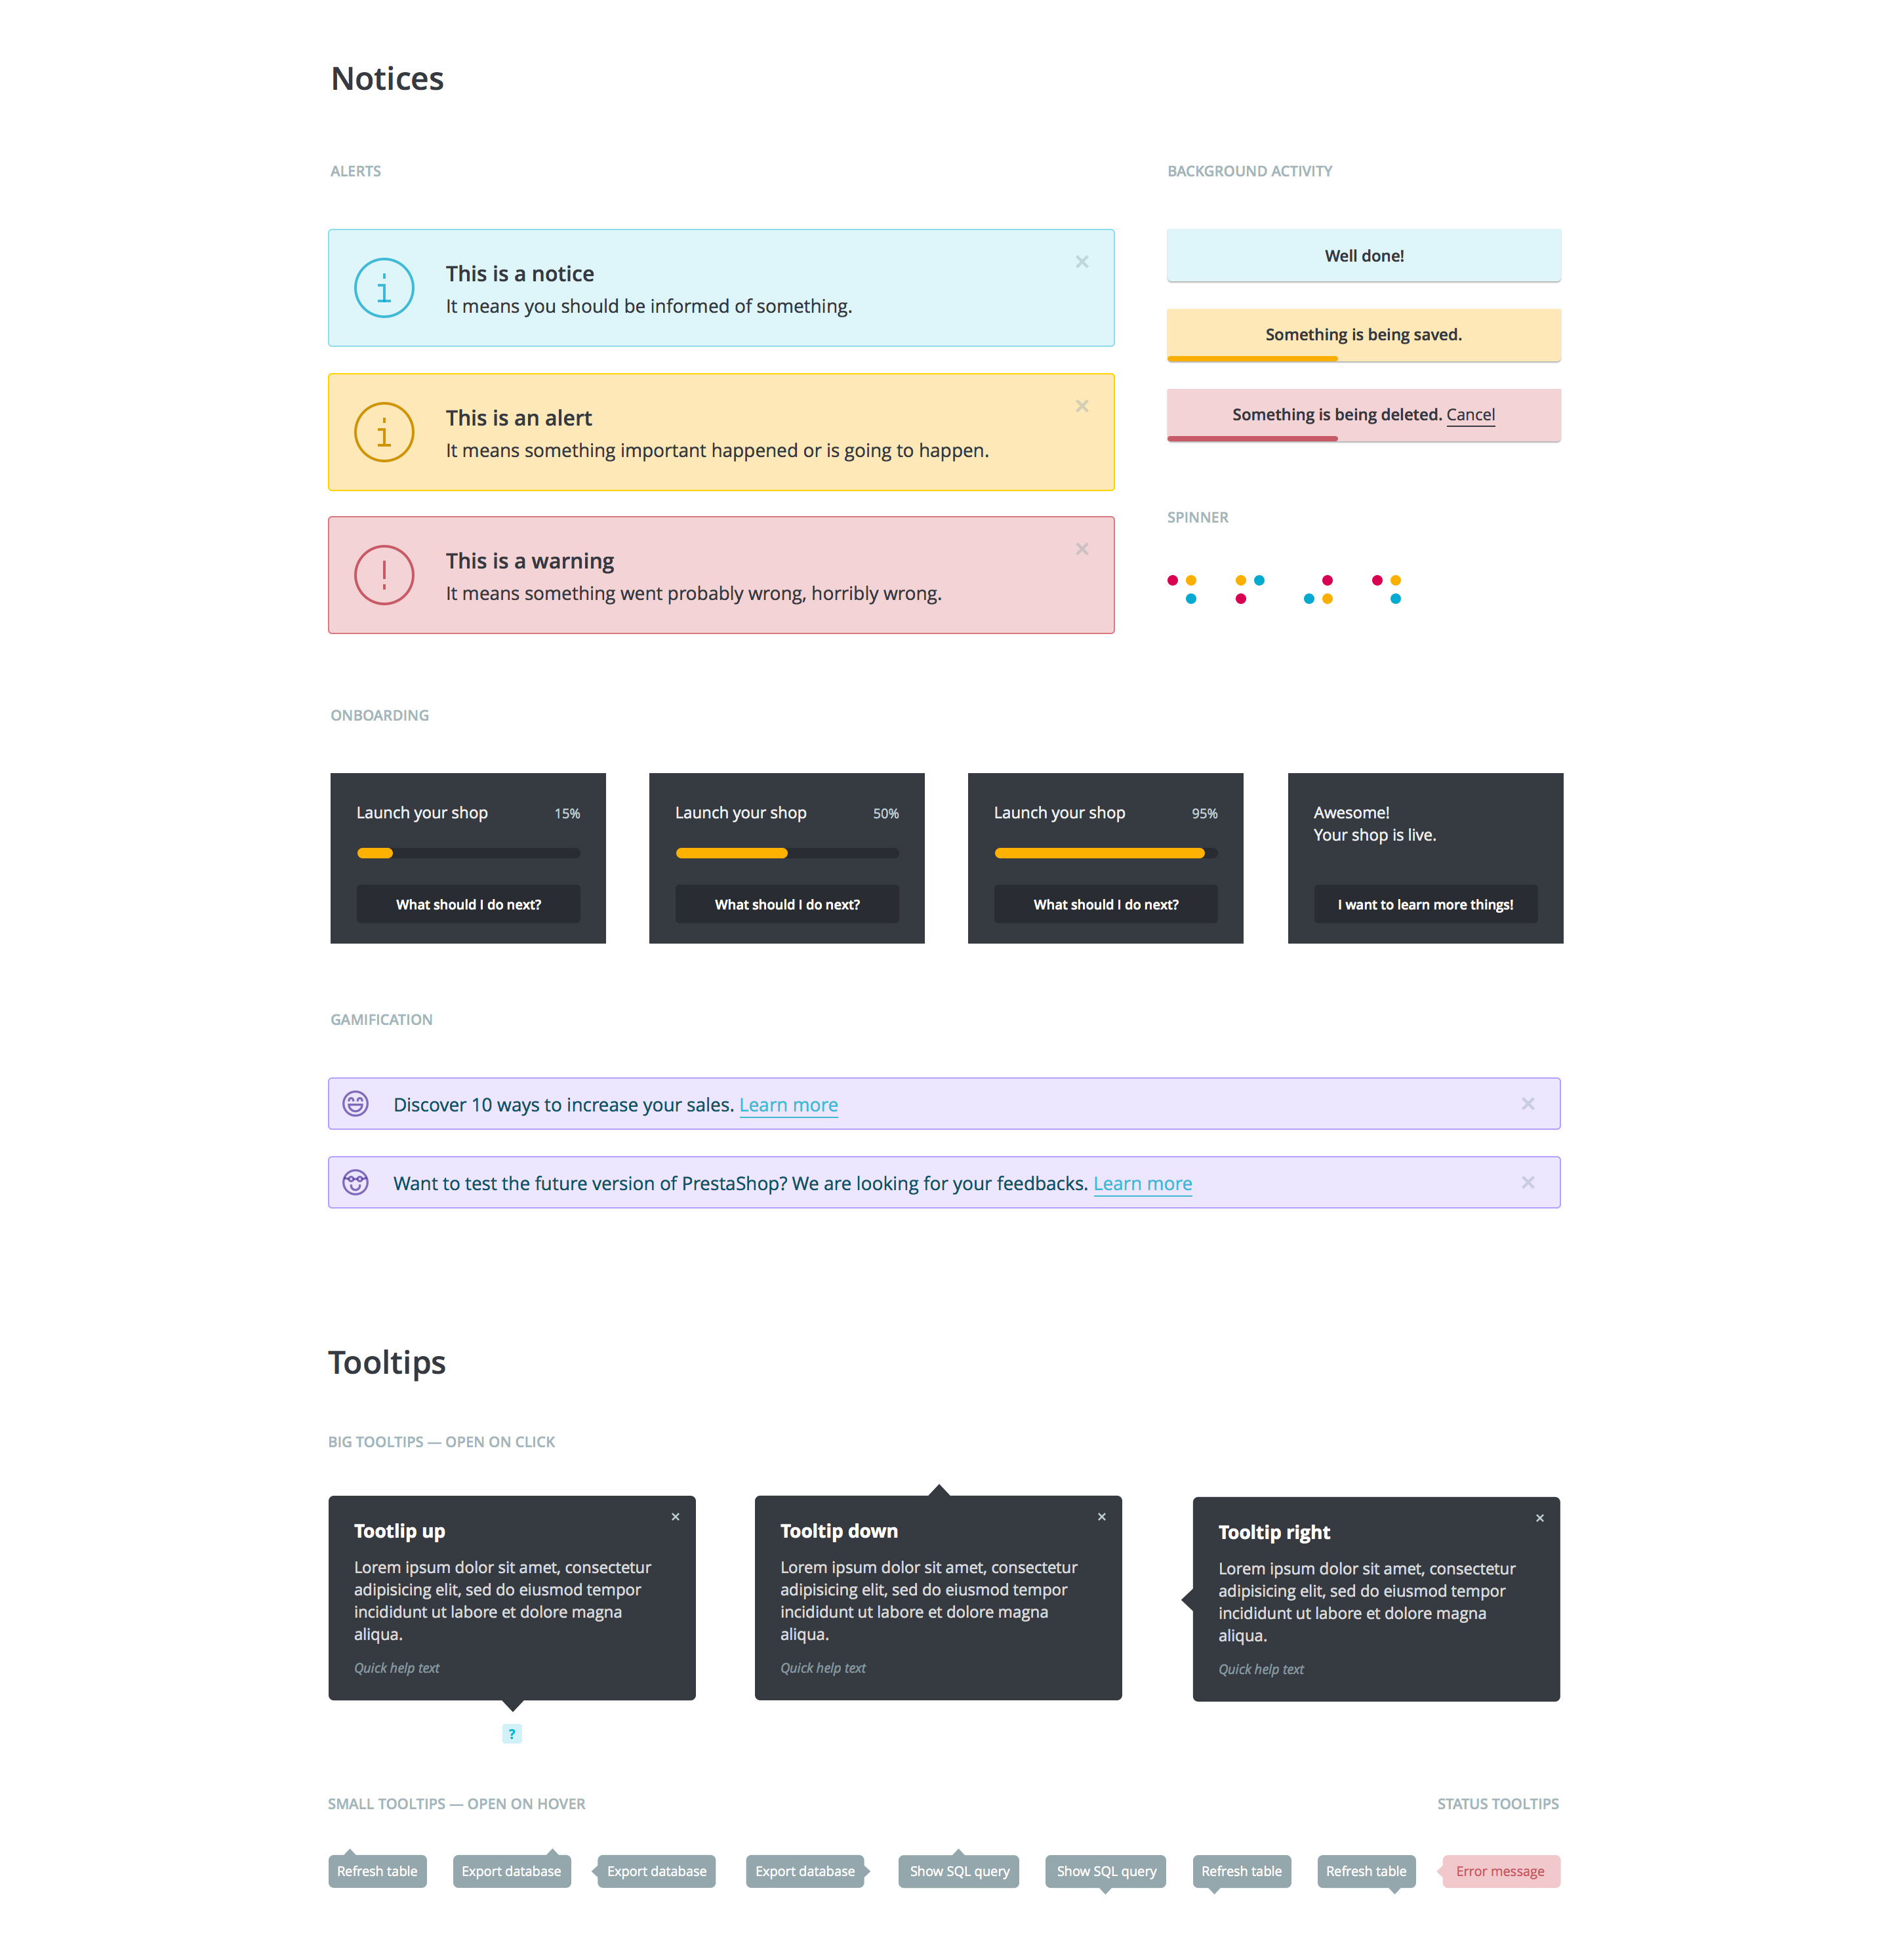 Notices
ALERTS
This is a notice
It means you should be informed of something.
This is an alert
It means something important happened or is going to happen.
This is a warning
It means something went probably wrong, horribly wrong.
BACKGROUND ACTIVITY
Well done!
Something is being saved.
Something is being deleted. Cancel
SPINNER
ONBOARDING
Launch your shop 15%
What should I do next?
Launch your shop 50%
What should I do next?
Launch your shop 95%
What should I do next?
Awesome!
Your shop is live.
I want to learn more things!
GAMIFICATION
Discover 10 ways to increase your sales. Learn more
Want to test the future version of PrestaShop? We are looking for your feedbacks. Learn more
Tooltips
BIG TOOLTIPS — OPEN ON CLICK
Tootlip up
Lorem ipsum dolor sit amet, consectetur
adipisicing elit, sed do eiusmod tempor
incididunt ut labore et dolore magna
aliqua.
Quick help text
?
Tooltip down
Lorem ipsum dolor sit amet, consectetur
adipisicing elit, sed do eiusmod tempor
incididunt ut labore et dolore magna
aliqua.
Quick help text
Tooltip right
Lorem ipsum dolor sit amet, consectetur
adipisicing elit, sed do eiusmod tempor
incididunt ut labore et dolore magna
aliqua.
Quick help text
SMALL TOOLTIPS — OPEN ON HOVER
Refresh table
Export database
Export database
Export database
Show SQL query
Show SQL query
Refresh table
Refresh table
STATUS TOOLTIPS
Error message